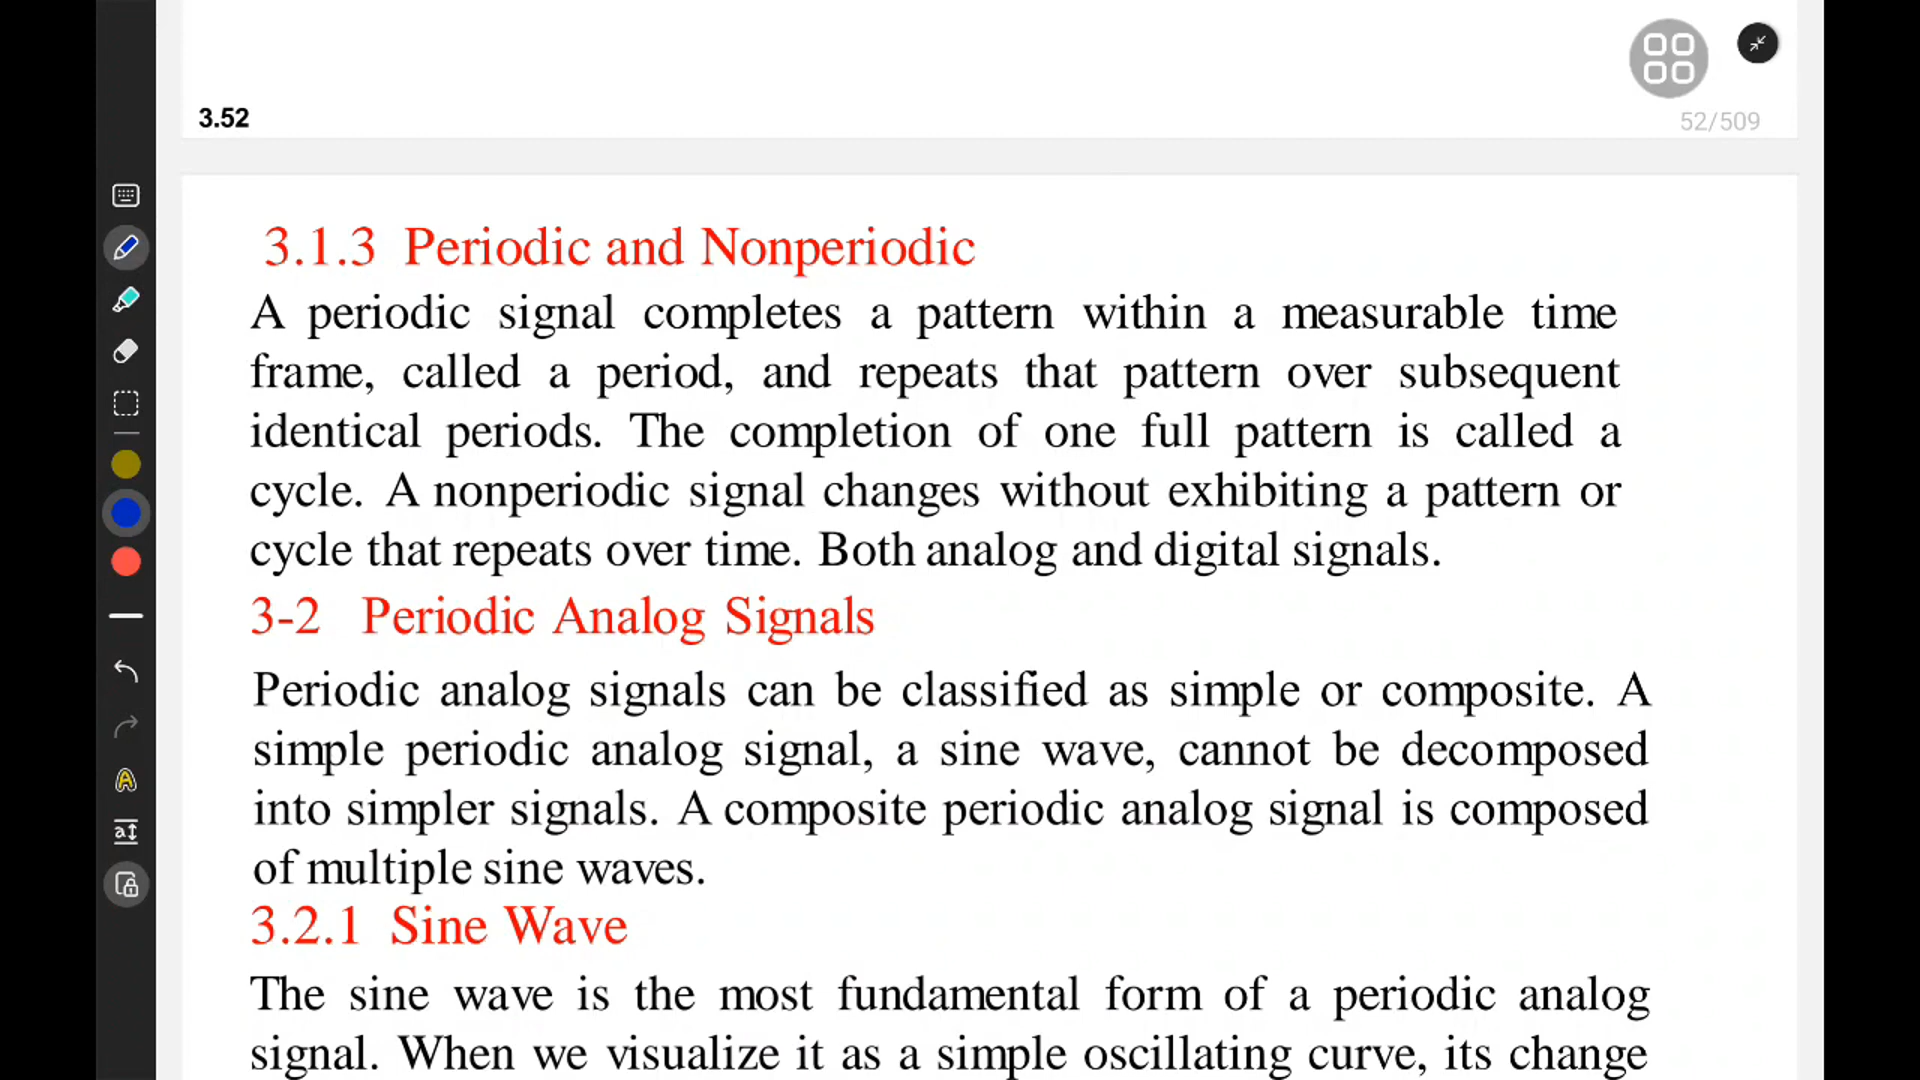 3.52
52/509
3.1.3 Periodic and Nonperiodic
A periodic signal completes a pattern within a measurable time
frame, called a period, and repeats that pattern over subsequent
identical periods. The completion of one full pattern is called a
cycle. A nonperiodic signal changes without exhibiting a pattern or
cycle that repeats over time. Both analog and digital signals.
3-2 Periodic Analog Signals
Periodic analog signals can be classified as simple or composite. A
simple periodic analog signal, a sine wave, cannot be decomposed
into simpler signals. A composite periodic analog signal is composed
of multiple sine waves.
3.2.1 Sine Wave
The sine wave is the most fundamental form of a periodic analog
signal. When we visualize it as a simple oscillating curve, its change